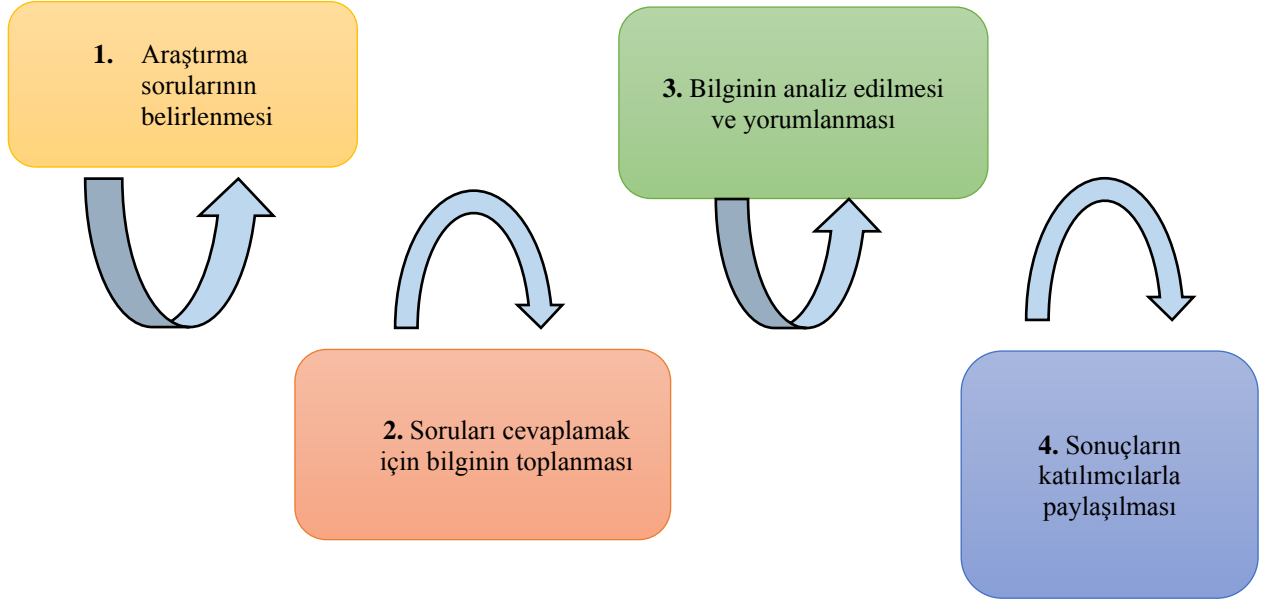 1. Araştırma
sorularının
belirlenmesi
2. Soruları cevaplamak
için bilginin toplanması
3. Bilginin analiz edilmesi
ve yorumlanması
4. Sonuçların
katılımcılarla
paylaşılması